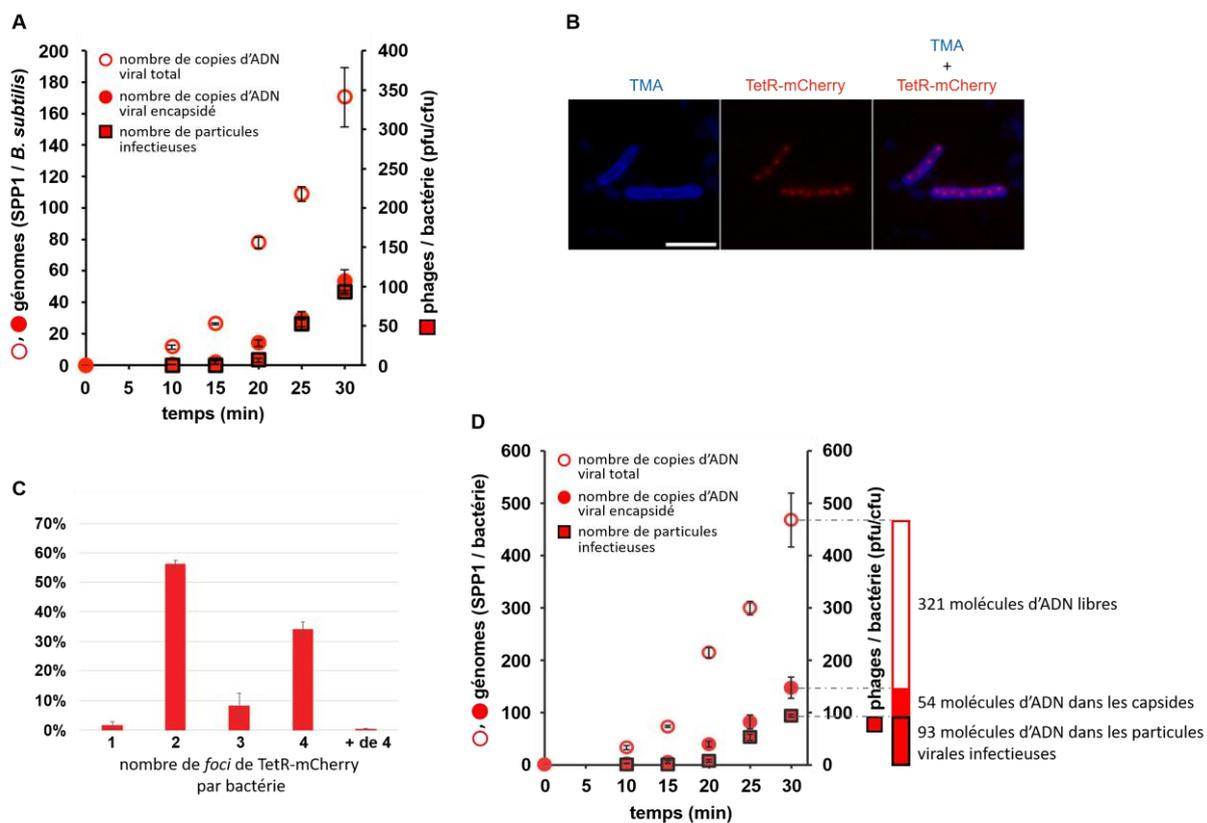 A
nombre de copies d'ADN
viral total
nombre de copies d'ADN
viral encapsidé
nombre de particules
infectieuses
200
180
160
140
120
100
80
60
40
20
0
400
350
300
250
200
150
100
50
0
, génomes (SPP1 / B. subtilis)
phages / bactérie (pfu/cfu)
0 5 10 15 20 25 30
temps (min)
B
TMA
TetR-mCherry
TMA
+
TetR-mCherry
C
70%
60%
50%
40%
30%
20%
10%
0%
1 2 3 4 + de 4
nombre de foci de TetR-mCherry
par bactérie
D
nombre de copies d'ADN
viral total
nombre de copies d'ADN
viral encapsidé
nombre de particules
infectieuses
600
500
400
300
200
100
0
600
500
400
300
200
100
0
, génomes (SPP1 / bactérie)
phages / bactérie (pfu/cfu)
0 5 10 15 20 25 30
temps (min)
321 molécules d'ADN libres
54 molécules d'ADN dans les capsides
93 molécules d'ADN dans les particules
virales infectieuses